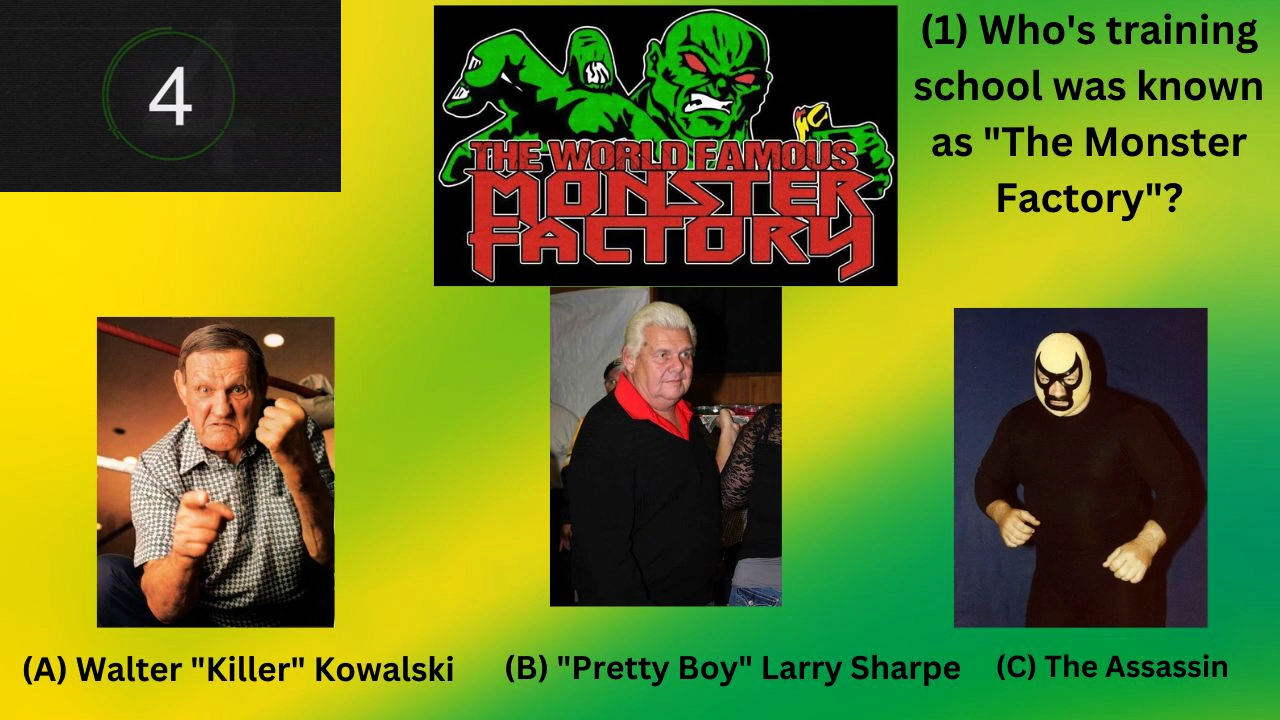 4
THE WORLD FAMOUS
MONSTER
FACTORY
(1) Who's training
school was known
as "The Monster
Factory"?
(A) Walter "Killer" Kowalski
(B) "Pretty Boy" Larry Sharpe
(C) The Assassin